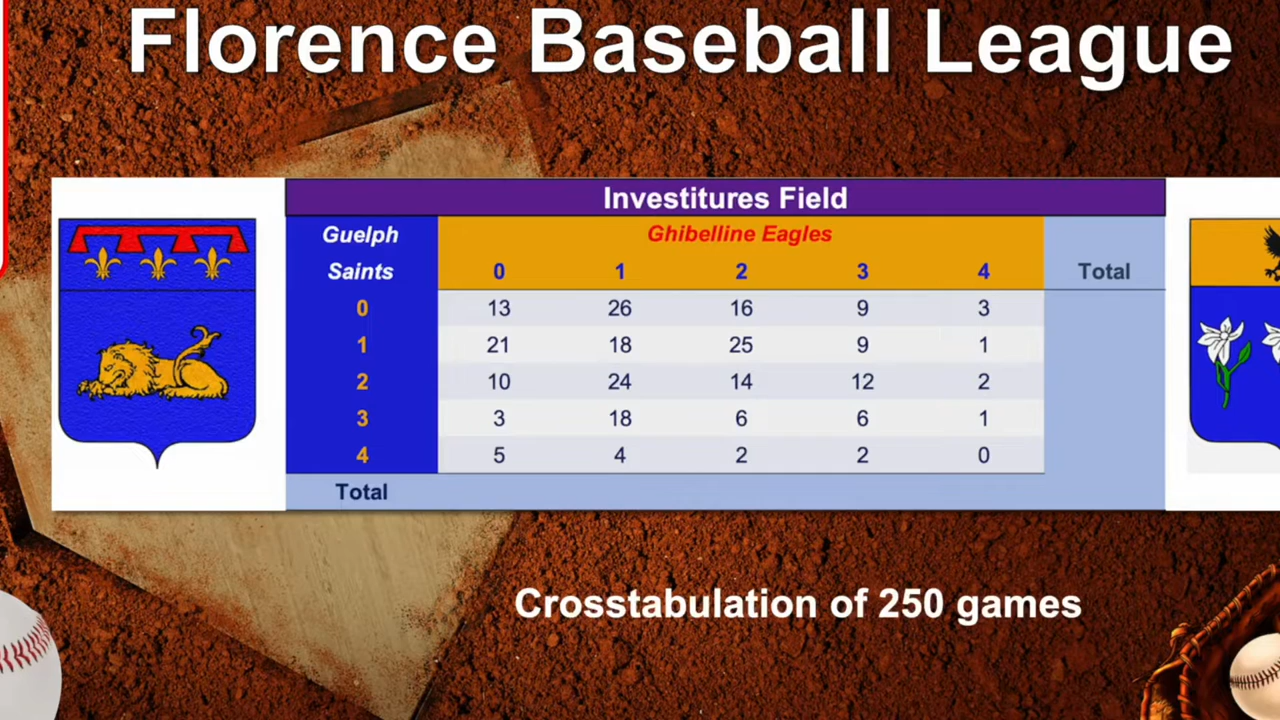 Florence Baseball League
Investitures Field
Guelph Ghibelline Eagles
Saints 0 1 2 3 4 Total
0 13 26 16 9 3
1 21 18 25 9 1
2 10 24 14 12 2
3 3 18 6 6 1
4 5 4 2 2 0
Total
Crosstabulation of 250 games